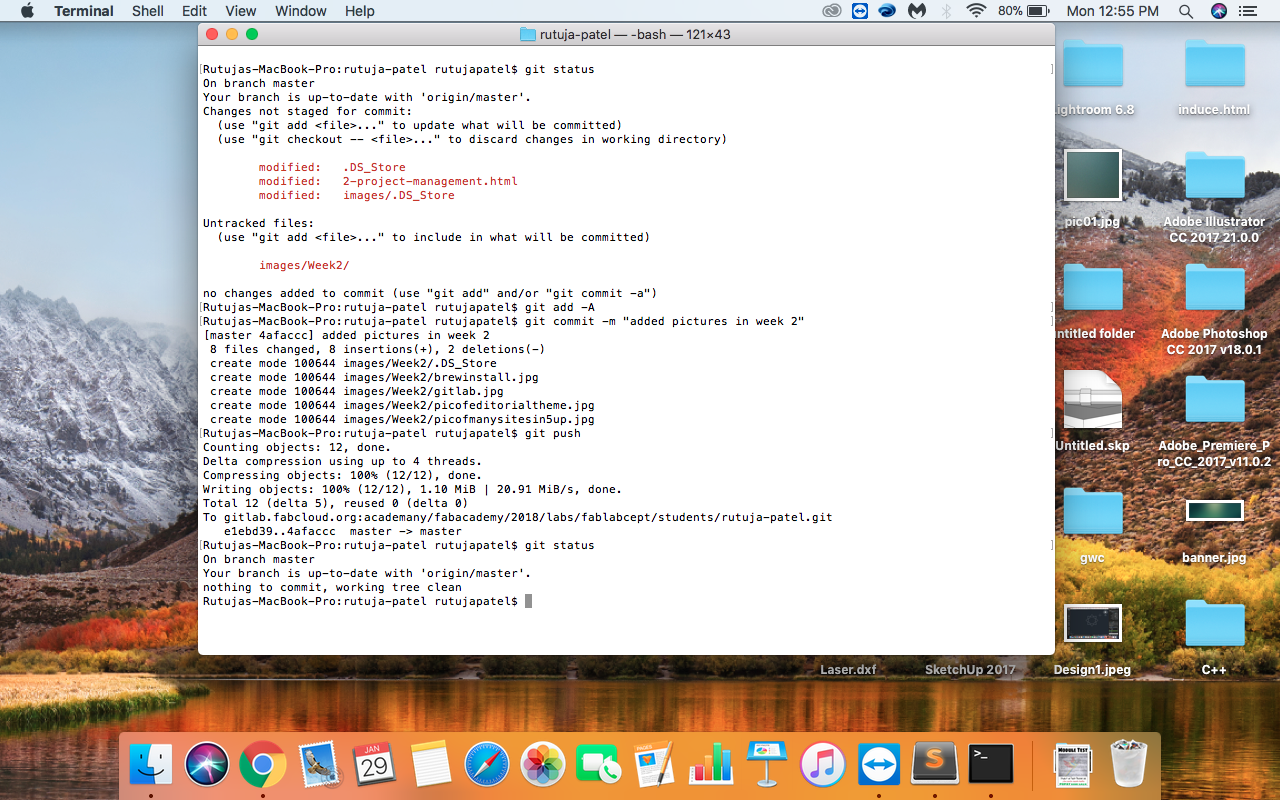 Terminal Shell Edit View Window Help 80% Mon 12:55 PM
rutuja-patel — -bash — 121×43
[Rutujas-MacBook-Pro:rutuja-patel rutujapatel$ git status ]
On branch master
Your branch is up-to-date with 'origin/master'.
Changes not staged for commit:
(use "git add <file>..." to update what will be committed)
(use "git checkout -- <file>..." to discard changes in working directory)
modified: .DS_Store
modified: 2-project-management.html
modified: images/.DS_Store
Untracked files:
(use "git add <file>..." to include in what will be committed)
images/Week2/
no changes added to commit (use "git add" and/or "git commit -a")
[Rutujas-MacBook-Pro:rutuja-patel rutujapatel$ git add -A ]
[Rutujas-MacBook-Pro:rutuja-patel rutujapatel$ git commit -m "added pictures in week 2" ]
[master 4afaccc] added pictures in week 2
8 files changed, 8 insertions(+), 2 deletions(-)
create mode 100644 images/Week2/.DS_Store
create mode 100644 images/Week2/brewinstall.jpg
create mode 100644 images/Week2/gitlab.jpg
create mode 100644 images/Week2/picofeditorialtheme.jpg
create mode 100644 images/Week2/picofmanysitesin5up.jpg
[Rutujas-MacBook-Pro:rutuja-patel rutujapatel$ git push ]
Counting objects: 12, done.
Delta compression using up to 4 threads.
Compressing objects: 100% (12/12), done.
Writing objects: 100% (12/12), 1.10 MiB | 20.91 MiB/s, done.
Total 12 (delta 5), reused 0 (delta 0)
To gitlab.fabcloud.org:academany/fabacademy/2018/labs/fablabcept/students/rutuja-patel.git
e1ebd39..4afaccc master -> master
[Rutujas-MacBook-Pro:rutuja-patel rutujapatel$ git status ]
On branch master
Your branch is up-to-date with 'origin/master'.
nothing to commit, working tree clean
Rutujas-MacBook-Pro:rutuja-patel rutujapatel$
ightroom 6.8
induce.html
pic01.jpg
Adobe Illustrator
CC 2017 21.0.0
ntitled folder
Adobe Photoshop
CC 2017 v18.0.1
Untitled.skp
Adobe_Premiere_P
ro_CC_2017_v11.0.2
gwc
banner.jpg
Laser.dxf
SketchUp 2017
Design1.jpeg
C++
JAN
29
PAGES
S
>_
MODULE TEST